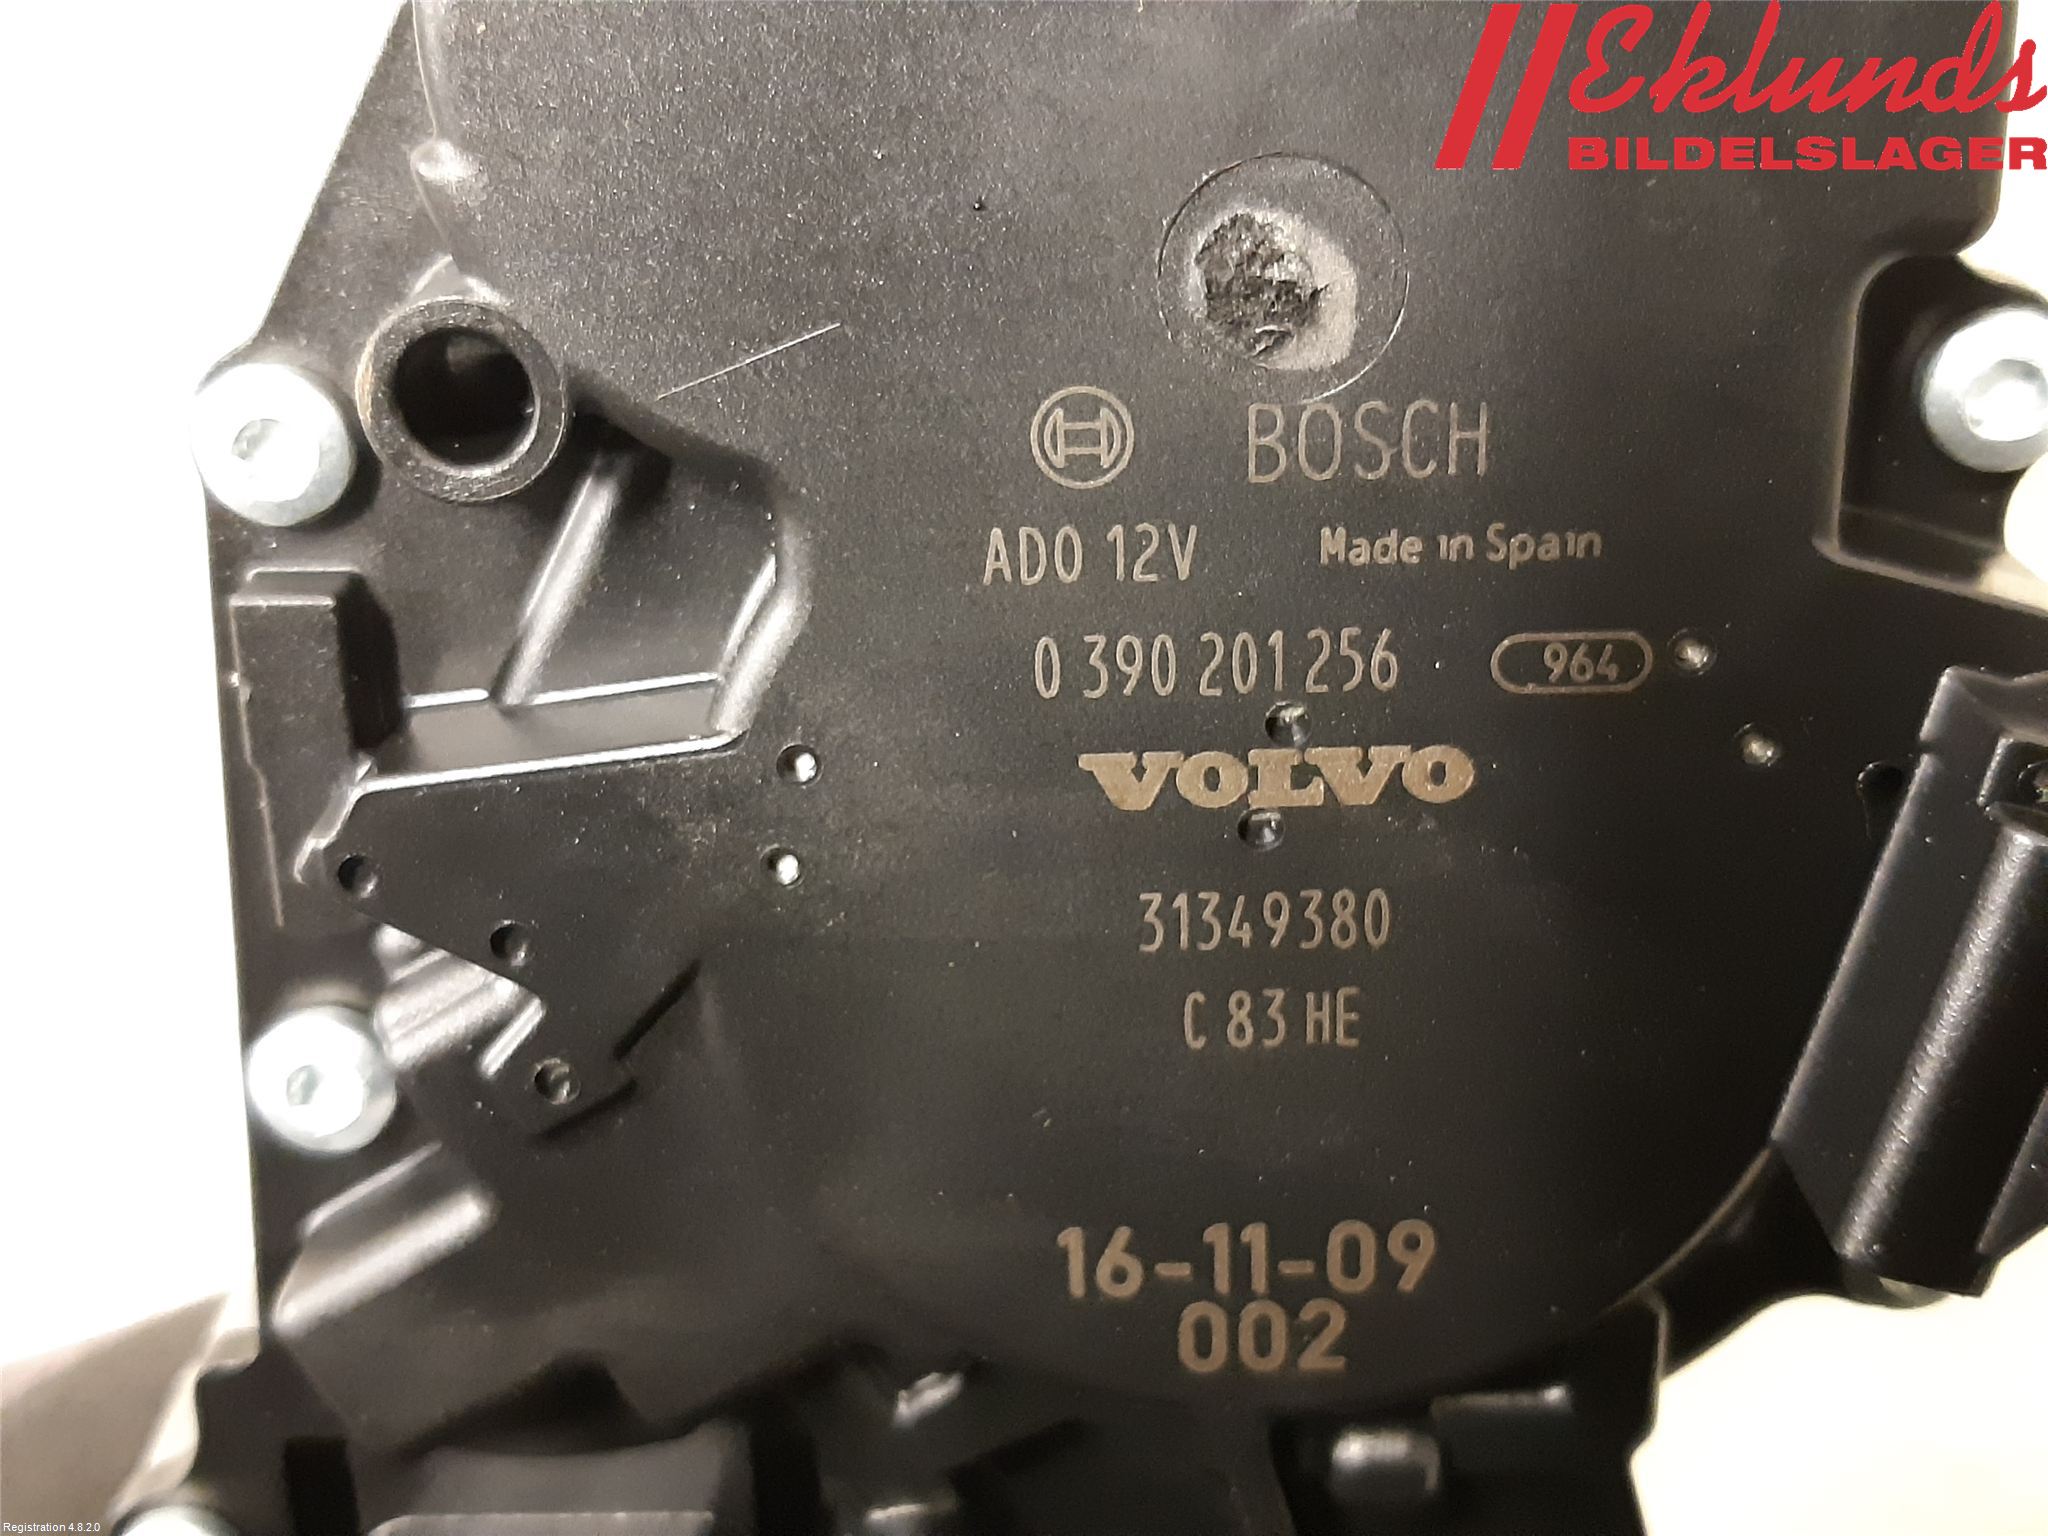 Eklunds
BILDELSLAGER
BOSCH
AD0 12V Made in Spain
0 390 201 256 964
VOLVO
31349380
C 83 HE
16-11-09
002
Registration 4.8.2.0